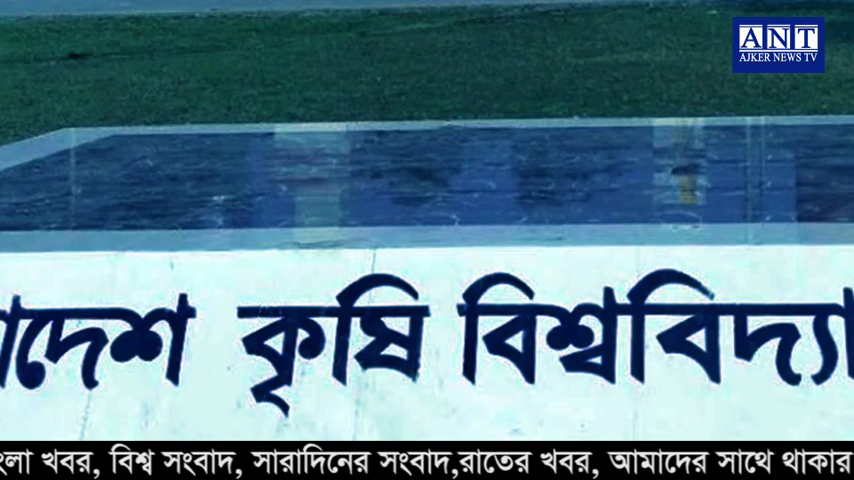 ANT
AJKER NEWS TV
াদেশ কৃষি বিশ্ববিদ্যা
ংলা খবর, বিশ্ব সংবাদ, সারাদিনের সংবাদ,রাতের খবর, আমাদের সাথে থাকার